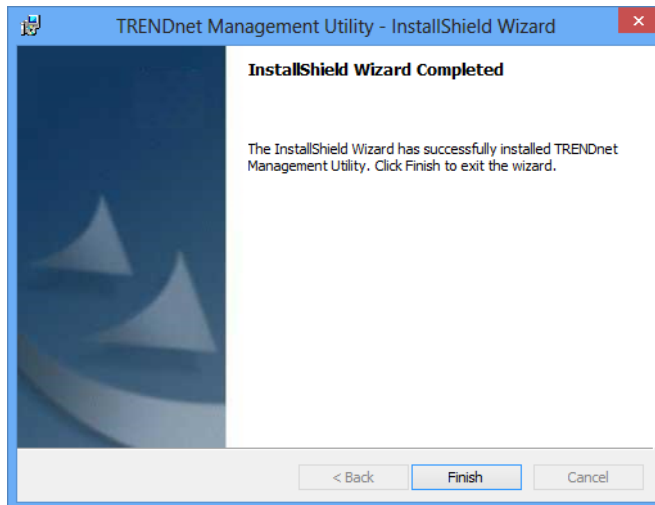 TRENDnet Management Utility - InstallShield Wizard
InstallShield Wizard Completed
The InstallShield Wizard has successfully installed TRENDnet
Management Utility. Click Finish to exit the wizard.
< Back
Finish
Cancel